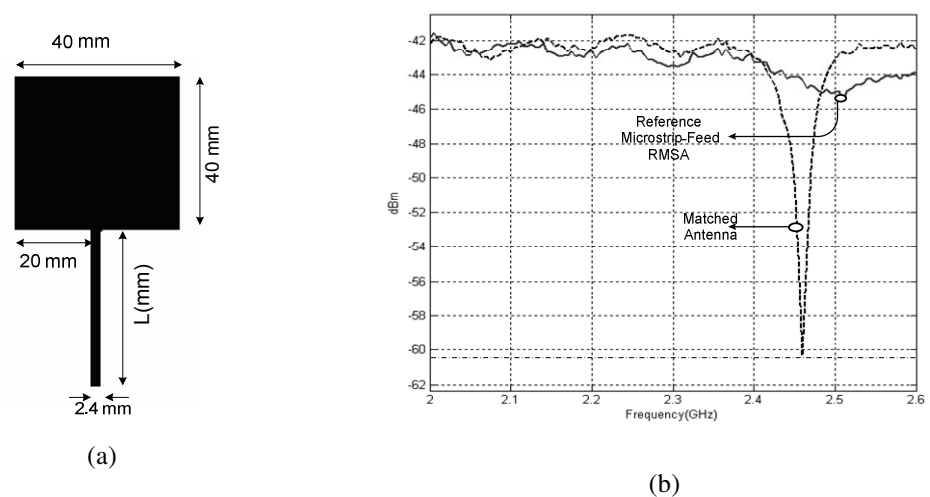 40 mm
40 mm
20 mm
L(mm)
2.4 mm
(a)
-42
-44
-46
-48
-50
-52
-54
-56
-58
-60
-62
dBm
Reference
Microstrip-Feed
RMSA
Matched
Antenna
2 2.1 2.2 2.3 2.4 2.5 2.6
Frequency(GHz)
(b)